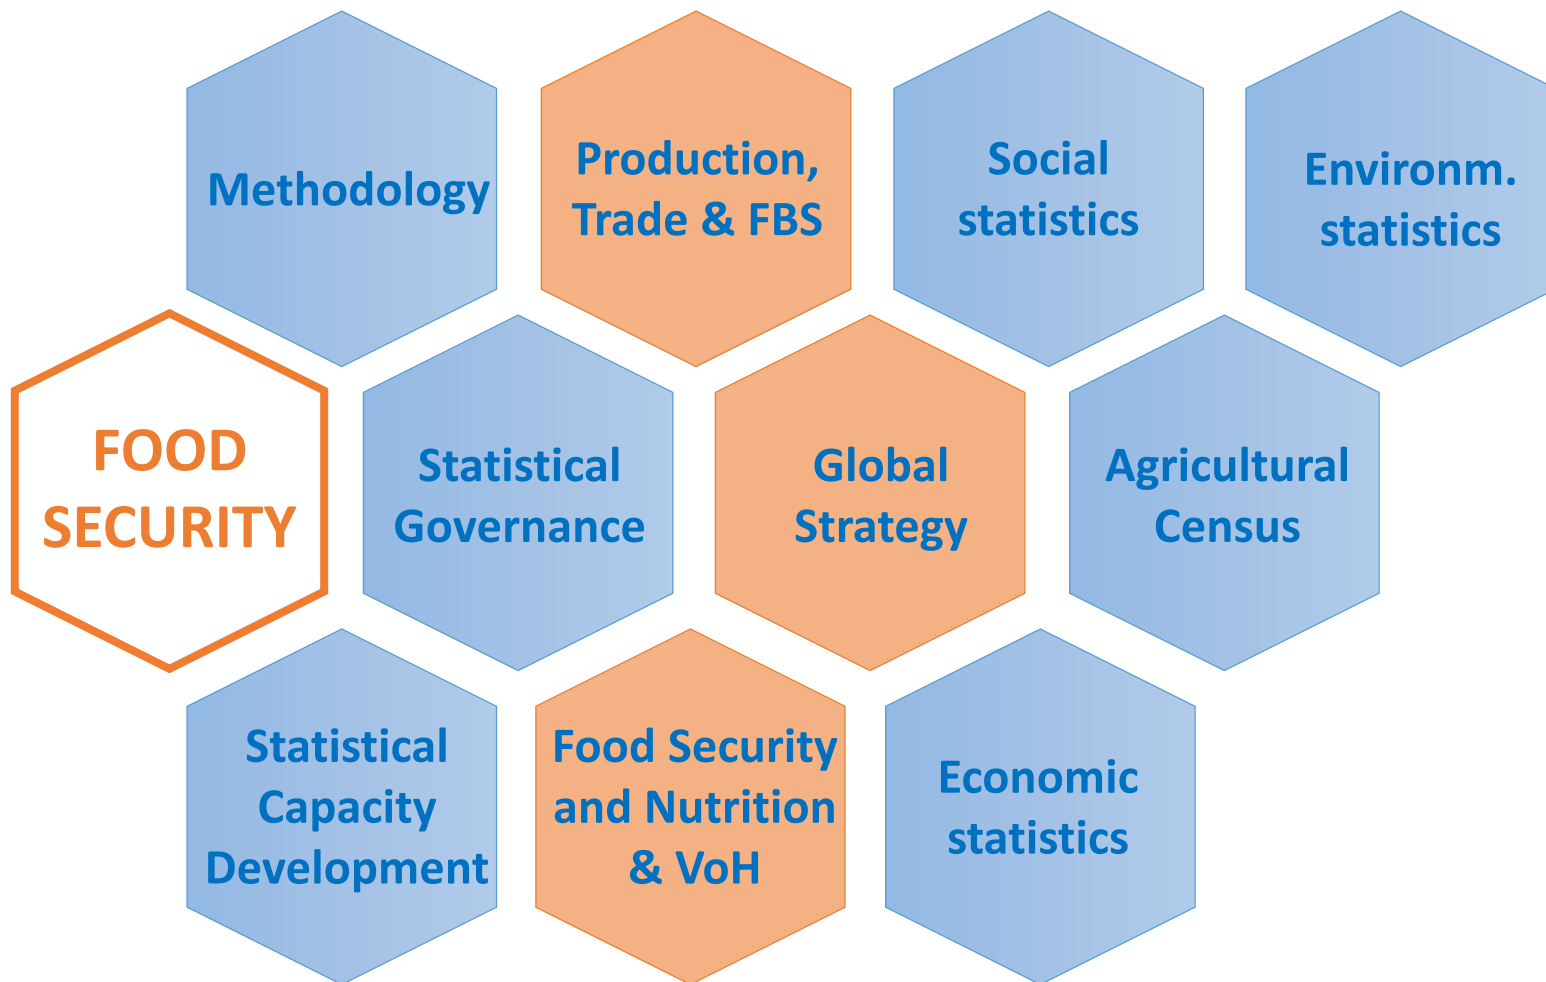 Methodology
Production,
Trade & FBS
Social
statistics
Environm.
statistics
FOOD
SECURITY
Statistical
Governance
Global
Strategy
Agricultural
Census
Statistical
Capacity
Development
Food Security
and Nutrition
& VoH
Economic
statistics